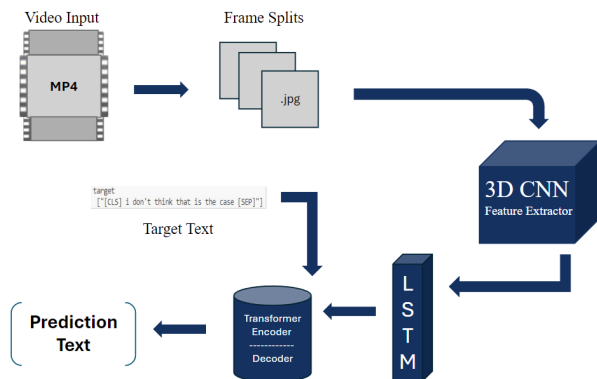 Video Input
Frame Splits
MP4
.jpg
3D CNN
Feature Extractor
target
["[CLS] i don't think that is the case [SEP]"]
Target Text
L
S
T
M
Transformer
Encoder
------------
Decoder
Prediction
Text